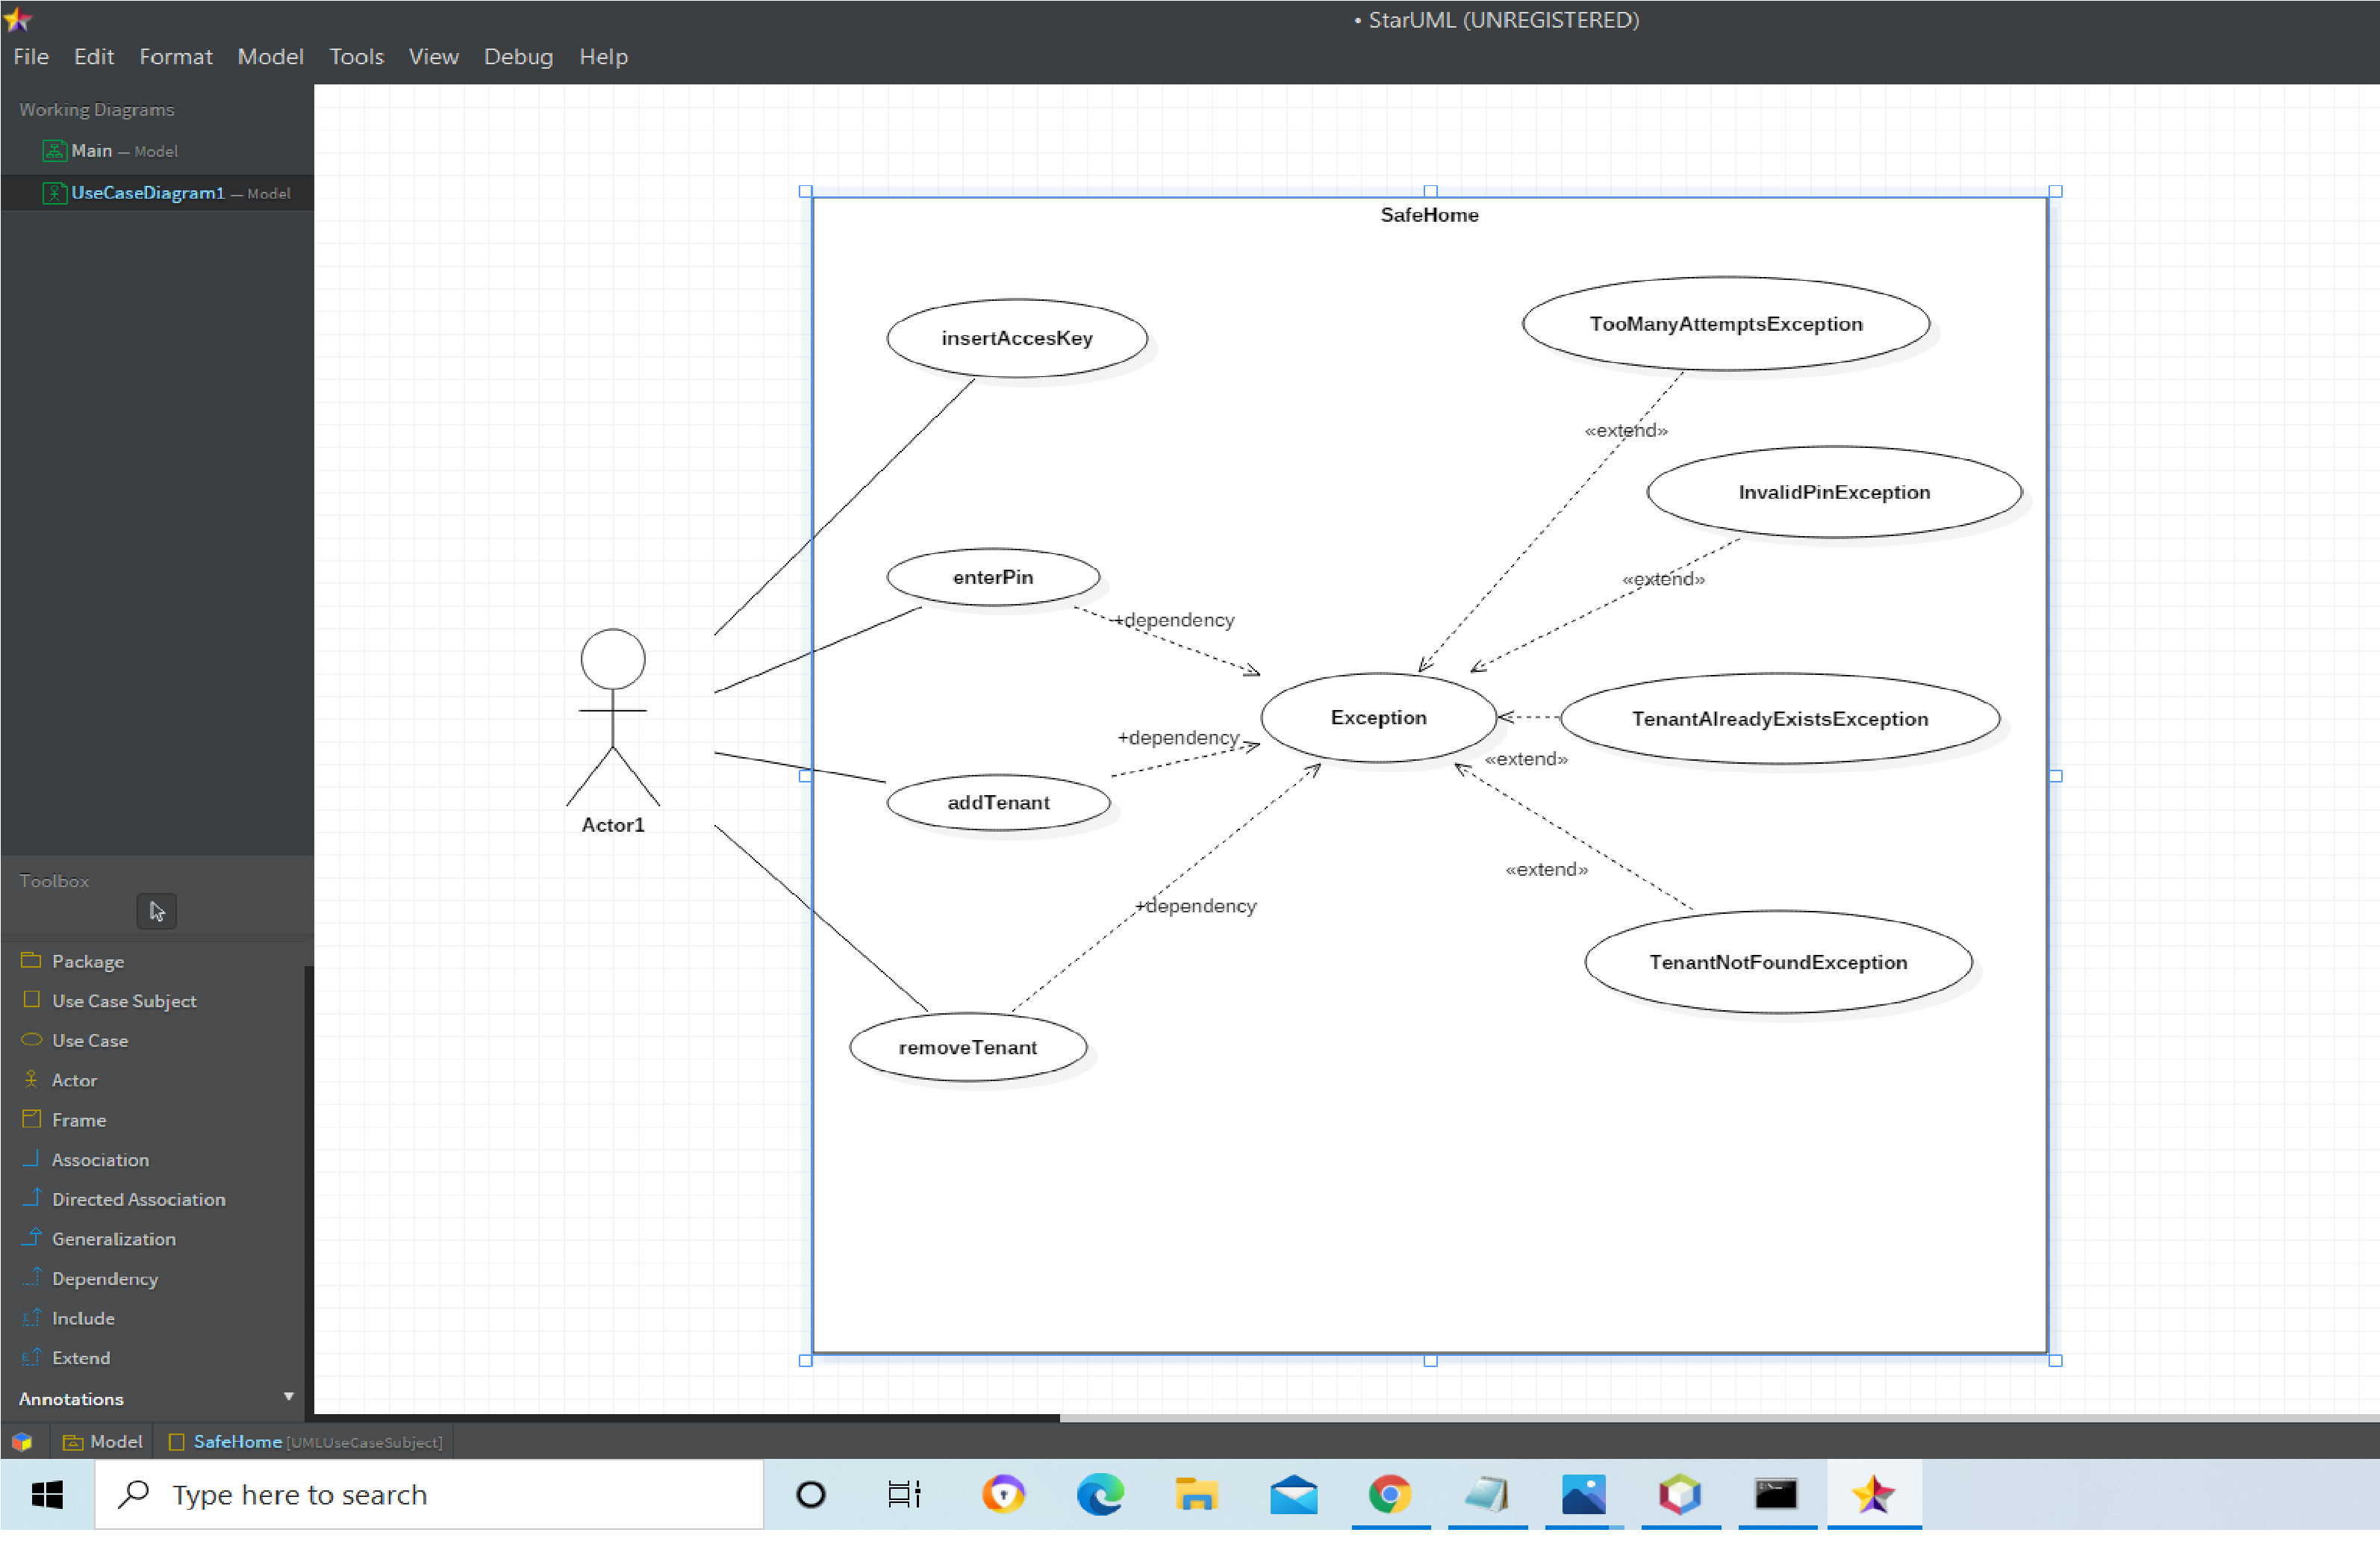 • StarUML (UNREGISTERED)
File Edit Format Model Tools View Debug Help
Working Diagrams
Main — Model
UseCaseDiagram1 — Model
SafeHome
insertAccesKey
TooManyAttemptsException
«extend»
InvalidPinException
enterPin
«extend»
+dependency
Exception
TenantAlreadyExistsException
+dependency
«extend»
addTenant
Actor1
«extend»
+dependency
TenantNotFoundException
removeTenant
Toolbox
Package
Use Case Subject
Use Case
Actor
Frame
Association
Directed Association
Generalization
Dependency
Include
Extend
Annotations
Model SafeHome [UMLUseCaseSubject]
Type here to search